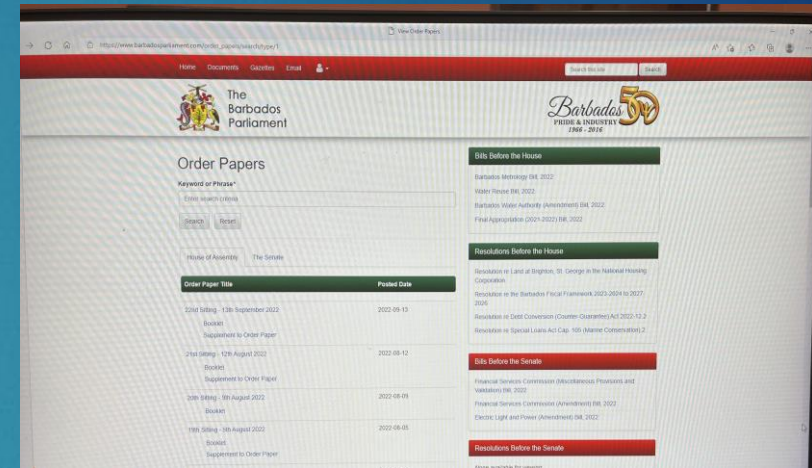 View Order Papers
https://www.barbadosparliament.com/order_papers/search/type/1
Home Documents Gazettes Email
Search this site Search
The
Barbados
Parliament
Barbados 50
PRIDE & INDUSTRY
1966 - 2016
Order Papers
Keyword or Phrase*
Enter search criteria
Search Reset
House of Assembly The Senate
Order Paper Title Posted Date
22nd Sitting - 13th September 2022 2022-09-13
Booklet
Supplement to Order Paper
21st Sitting - 12th August 2022 2022-08-12
Booklet
Supplement to Order Paper
20th Sitting - 9th August 2022 2022-08-09
Booklet
19th Sitting - 5th August 2022 2022-08-05
Booklet
Supplement to Order Paper
Bills Before the House
Barbados Metrology Bill, 2022
Water Reuse Bill, 2022
Barbados Water Authority (Amendment) Bill, 2022
Final Appropriation (2021-2022) Bill, 2022
Resolutions Before the House
Resolution re Land at Brighton, St. George in the National Housing
Corporation
Resolution re the Barbados Fiscal Framework 2023-2024 to 2027-
2028
Resolution re Debt Conversion (Counter Guarantee) Act 2022-12.2
Resolution re Special Loans Act Cap. 105 (Marine Conservation).2
Bills Before the Senate
Financial Services Commission (Miscellaneous Provisions and
Validation) Bill, 2022
Financial Services Commission (Amendment) Bill, 2022
Electric Light and Power (Amendment) Bill, 2022
Resolutions Before the Senate